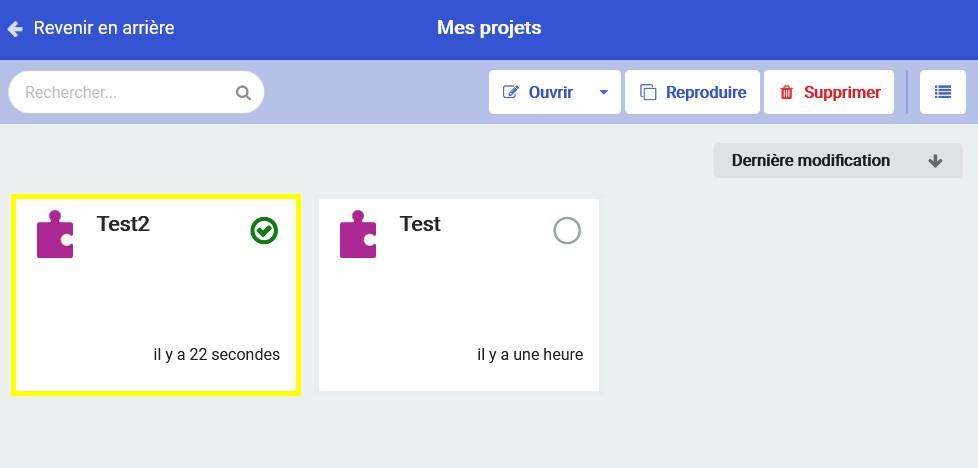 Revenir en arrière
Mes projets
Rechercher...
Ouvrir
Reproduire
Supprimer
Dernière modification
Test2
il y a 22 secondes
Test
il y a une heure